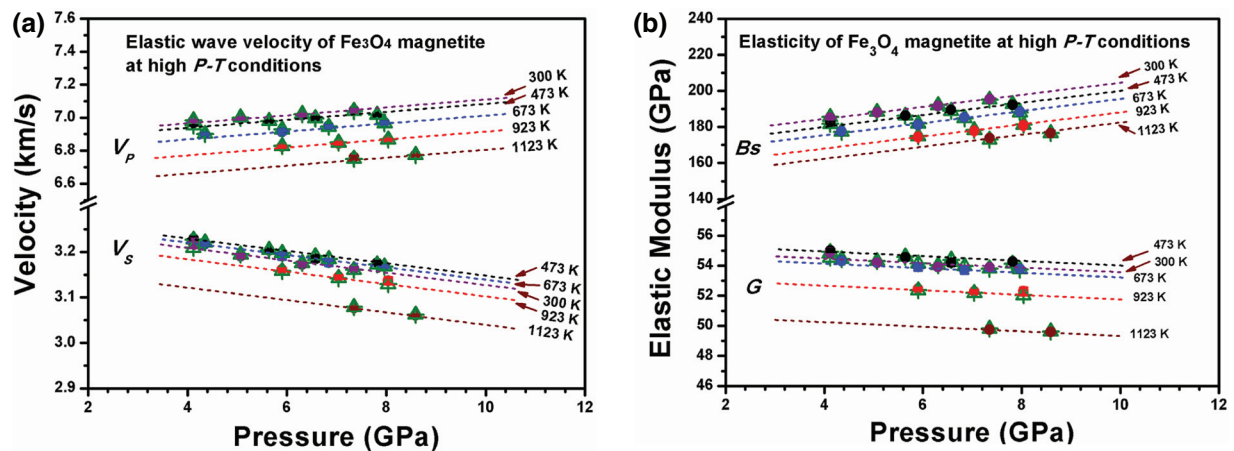 (a)
Elastic wave velocity of Fe3O4 magnetite
at high P-T conditions
Velocity (km/s)
7.6
7.4
7.2
7.0
6.8
6.6
3.2
3.1
3.0
2.9
VP
VS
300 K
473 K
673 K
923 K
1123 K
473 K
673 K
300 K
923 K
1123 K
2 4 6 8 10 12
Pressure (GPa)
(b)
Elasticity of Fe3O4 magnetite at high P-T conditions
Elastic Modulus (GPa)
240
220
200
180
160
140
56
54
52
50
48
46
Bs
G
300 K
473 K
673 K
923 K
1123 K
473 K
300 K
673 K
923 K
1123 K
2 4 6 8 10 12
Pressure (GPa)